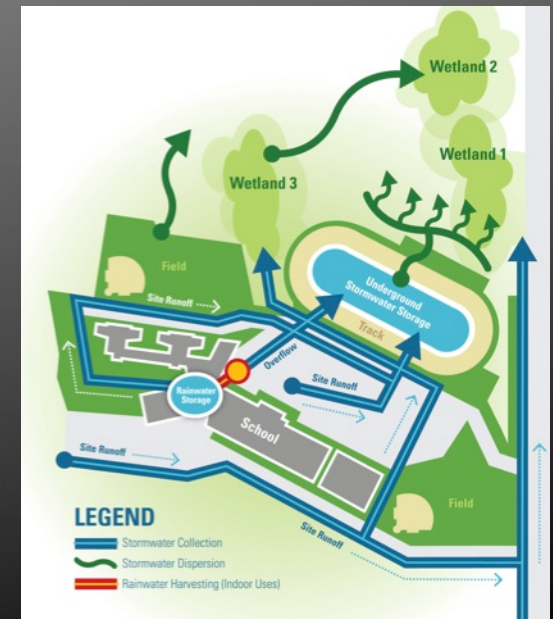 Wetland 2
Wetland 1
Wetland 3
Field
Site Runoff
Underground
Stormwater Storage
Track
Overflow
Site Runoff
Rainwater
Storage
School
Site Runoff
Field
Site Runoff
LEGEND
Stormwater Collection
Stormwater Dispersion
Rainwater Harvesting (Indoor Uses)